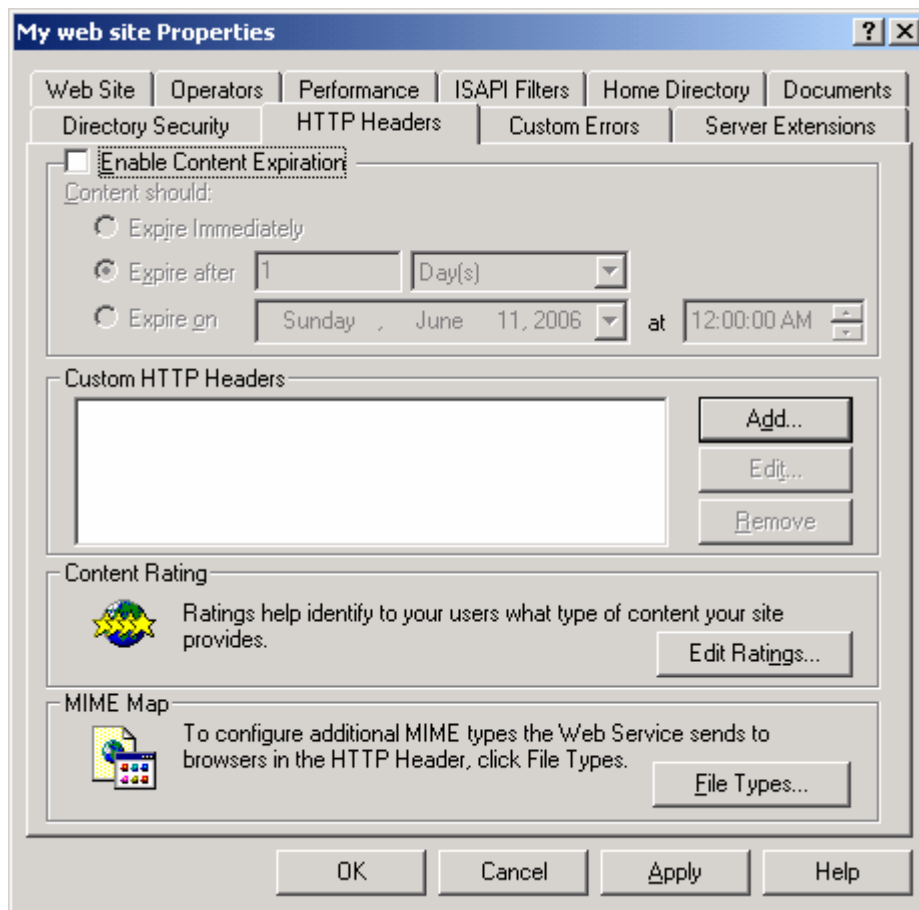 My web site Properties
Web Site Operators Performance ISAPI Filters Home Directory Documents
Directory Security HTTP Headers Custom Errors Server Extensions
Enable Content Expiration
Content should:
Expire Immediately
Expire after 1 Day(s)
Expire on Sunday , June 11, 2006 at 12:00:00 AM
Custom HTTP Headers
Add...
Edit...
Remove
Content Rating
Ratings help identify to your users what type of content your site
provides.
Edit Ratings...
MIME Map
To configure additional MIME types the Web Service sends to
browsers in the HTTP Header, click File Types.
File Types...
OK Cancel Apply Help